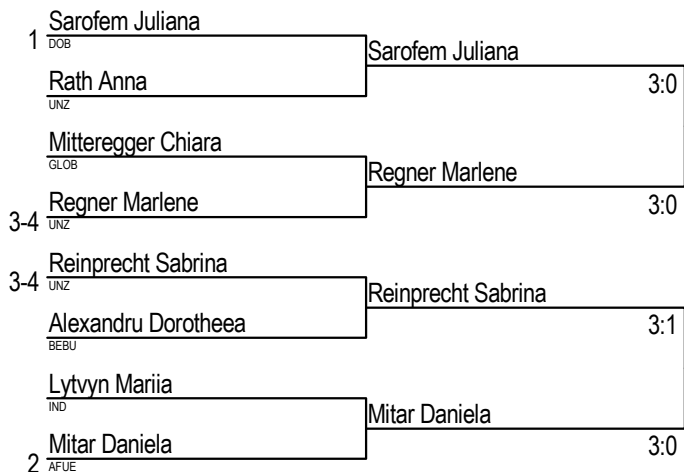 Sarofem Juliana
1
DOB
Sarofem Juliana
Rath Anna
3:0
UNZ
Mitteregger Chiara
GLOB
Regner Marlene
Regner Marlene
3:0
3-4
UNZ
Reinprecht Sabrina
3-4
UNZ
Reinprecht Sabrina
Alexandru Dorotheea
3:1
BEBU
Lytvyn Mariia
IND
Mitar Daniela
Mitar Daniela
3:0
2
AFUE